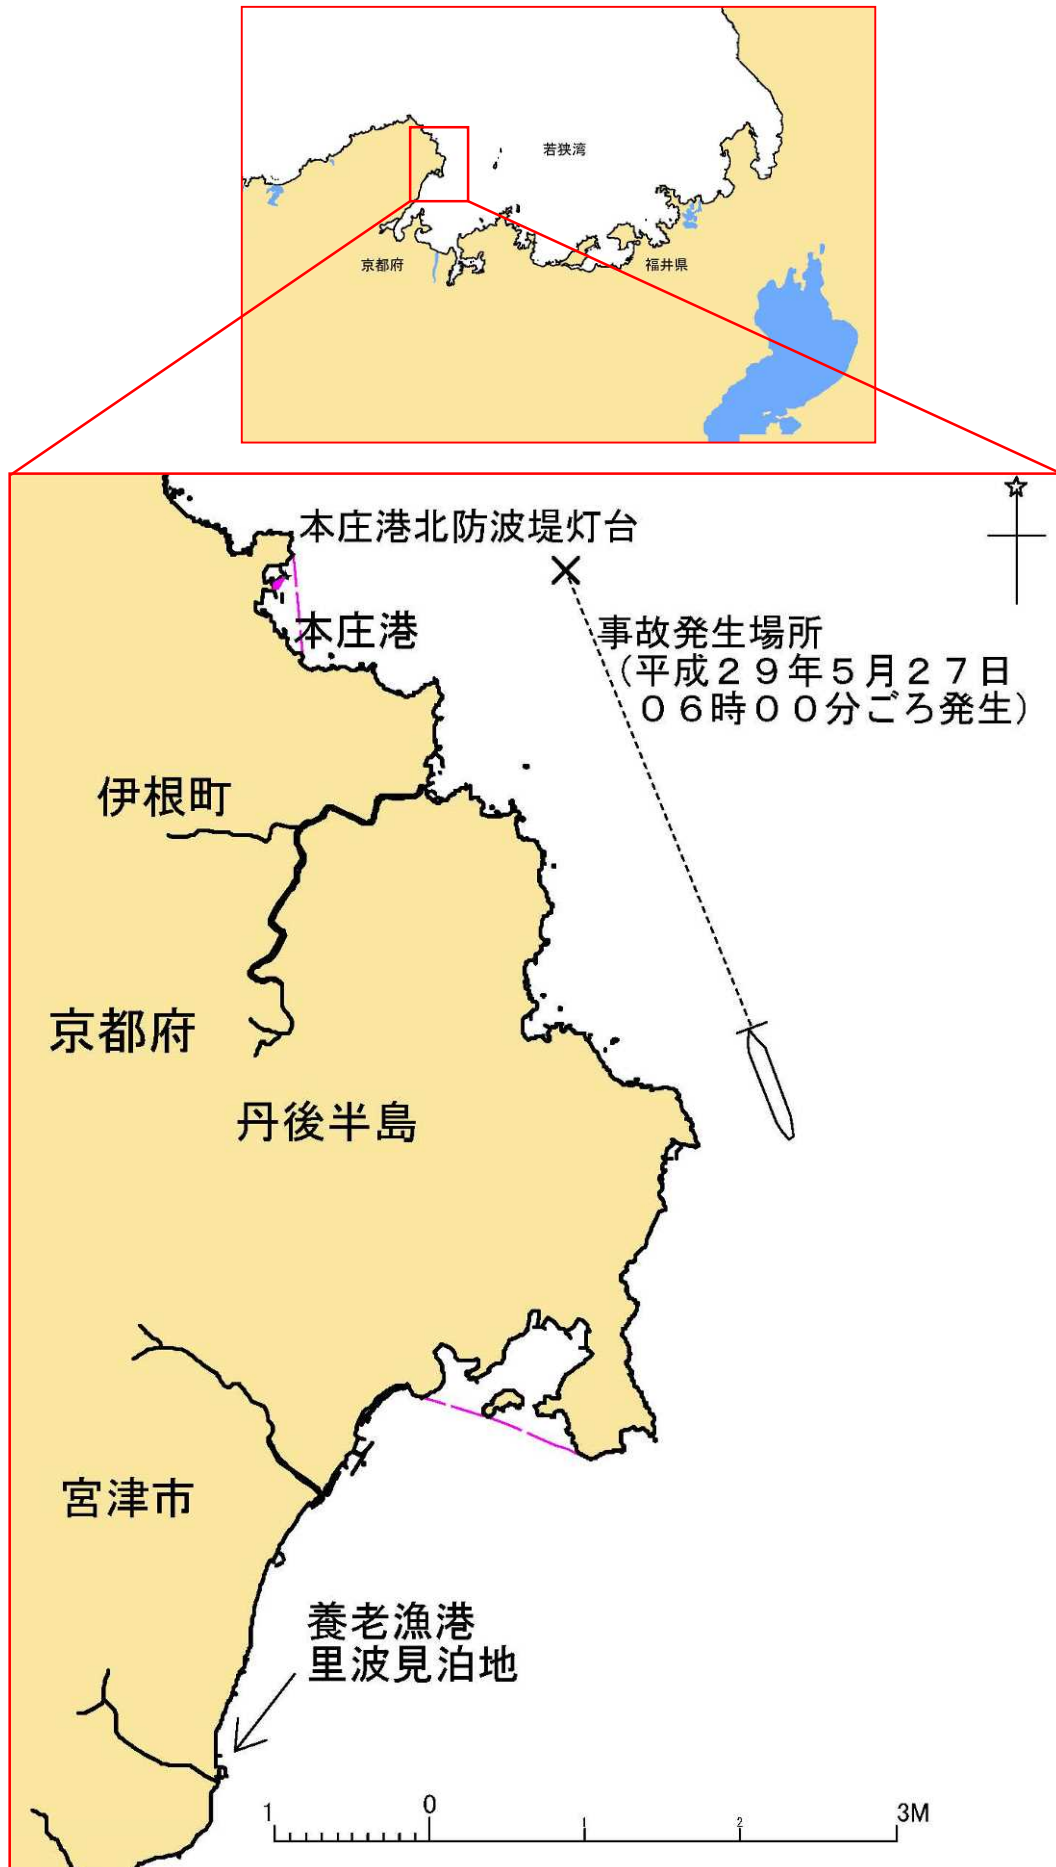 若狭湾
京都府
福井県
本庄港北防波堤灯台
本庄港
事故発生場所
（平成２９年５月２７日
０６時００分ごろ発生）
伊根町
京都府
丹後半島
宮津市
養老漁港
里波見泊地
1 0 1 2 3M